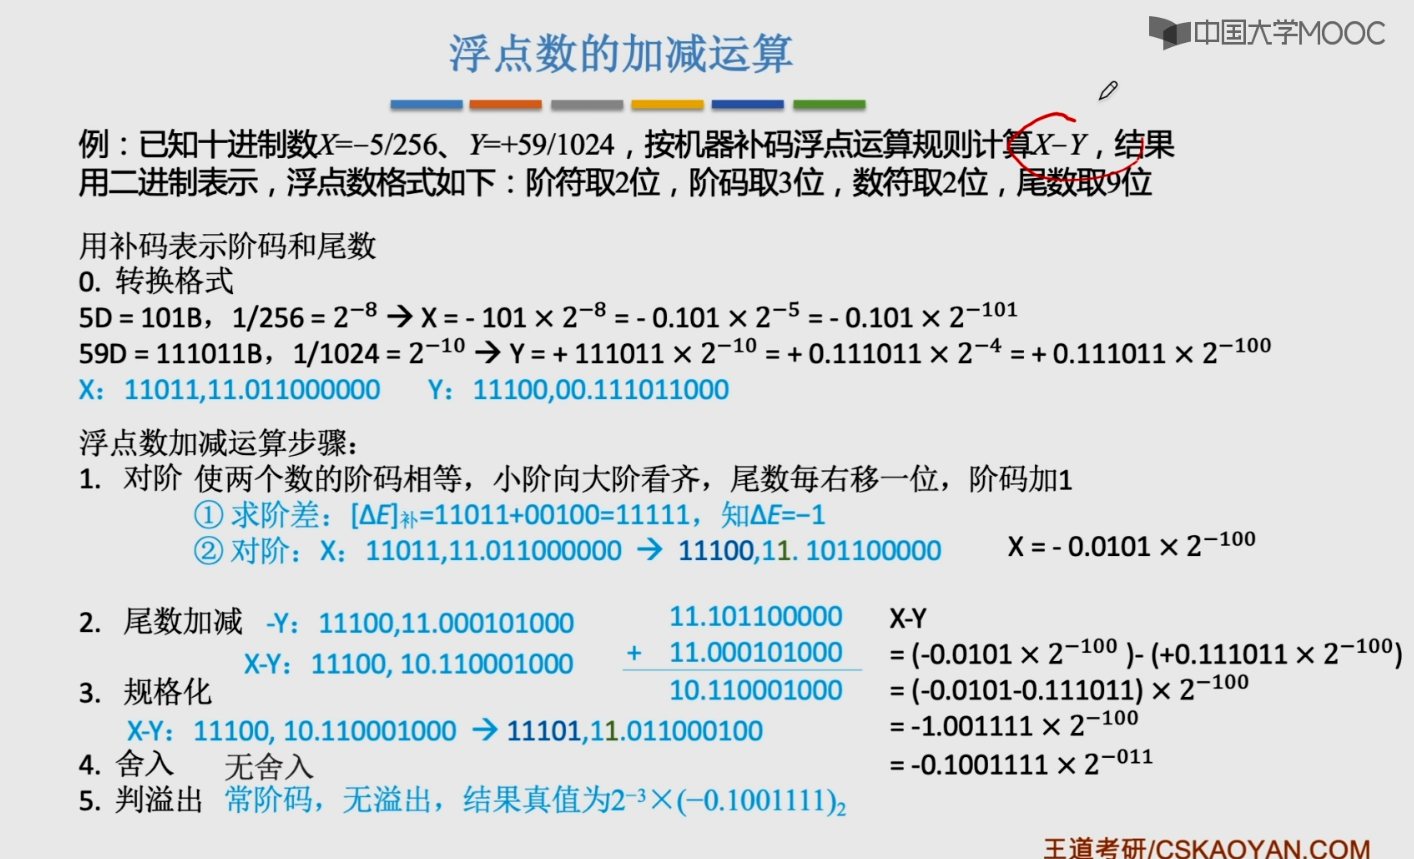 中国大学MOOC
浮点数的加减运算
例：已知十进制数X=−5/256、Y=+59/1024，按机器补码浮点运算规则计算X−Y，结果
用二进制表示，浮点数格式如下：阶符取2位，阶码取3位，数符取2位，尾数取9位
用补码表示阶码和尾数
0. 转换格式
5D = 101B，1/256 = 2⁻⁸ → X = - 101 × 2⁻⁸ = - 0.101 × 2⁻⁵ = - 0.101 × 2⁻¹⁰¹
59D = 111011B，1/1024 = 2⁻¹⁰ → Y = + 111011 × 2⁻¹⁰ = + 0.111011 × 2⁻⁴ = + 0.111011 × 2⁻¹⁰⁰
X：11011,11.011000000 Y：11100,00.111011000
浮点数加减运算步骤：
1. 对阶 使两个数的阶码相等，小阶向大阶看齐，尾数每右移一位，阶码加1
① 求阶差：[ΔE]补=11011+00100=11111，知ΔE=−1
② 对阶：X：11011,11.011000000 → 11100,11. 101100000 X = - 0.0101 × 2⁻¹⁰⁰
2. 尾数加减 -Y：11100,11.000101000
X-Y：11100, 10.110001000
11.101100000
+ 11.000101000
10.110001000
X-Y
= (-0.0101 × 2⁻¹⁰⁰ )- (+0.111011 × 2⁻¹⁰⁰)
= (-0.0101-0.111011) × 2⁻¹⁰⁰
= -1.001111 × 2⁻¹⁰⁰
= -0.1001111 × 2⁻⁰¹¹
3. 规格化
X-Y：11100, 10.110001000 → 11101,11.011000100
4. 舍入 无舍入
5. 判溢出 常阶码，无溢出，结果真值为2⁻³×(−0.1001111)₂
王道考研/CSKAOYAN.COM